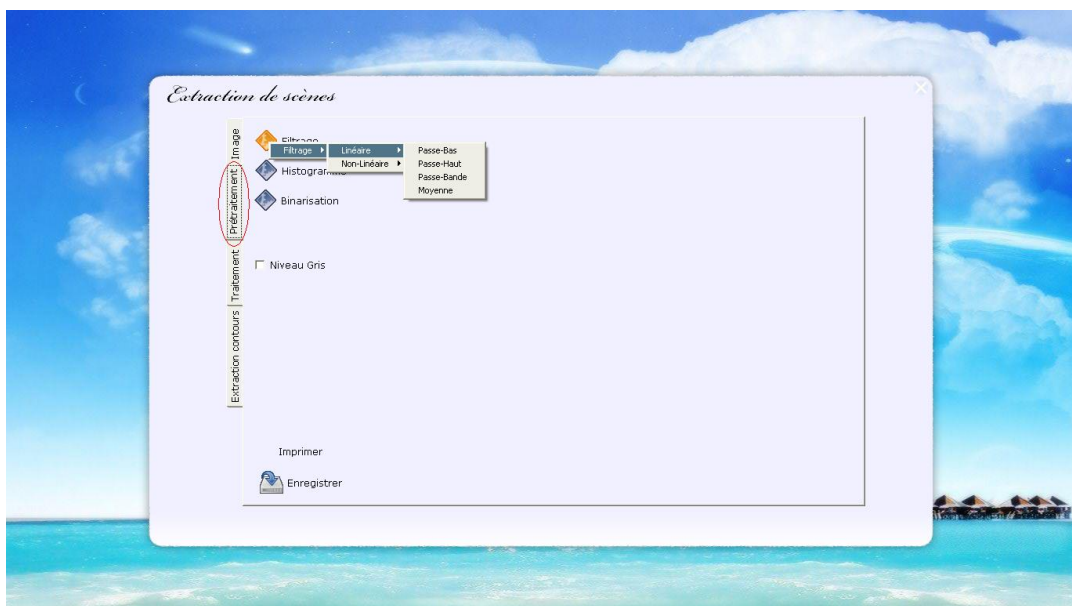 Extraction de scènes
Image
Prétraitement
Traitement
Extraction contours
Filtrage
Filtrage
Linéaire
Non-Linéaire
Passe-Bas
Passe-Haut
Passe-Bande
Moyenne
Histogramme
Binarisation
Niveau Gris
Imprimer
Enregistrer